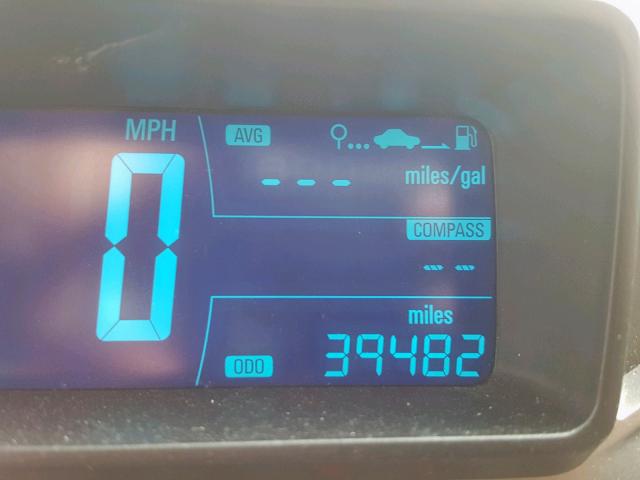 MPH
0
AVG
--- miles/gal
COMPASS
--
miles
ODO 39482